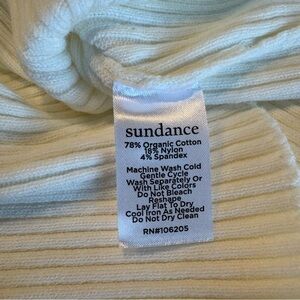 sundance
78% Organic Cotton
18% Nylon
4% Spandex
Machine Wash Cold
Gentle Cycle
Wash Separately Or
With Like Colors
Do Not Bleach
Reshape
Lay Flat To Dry
Cool Iron As Needed
Do Not Dry Clean
RN#106205